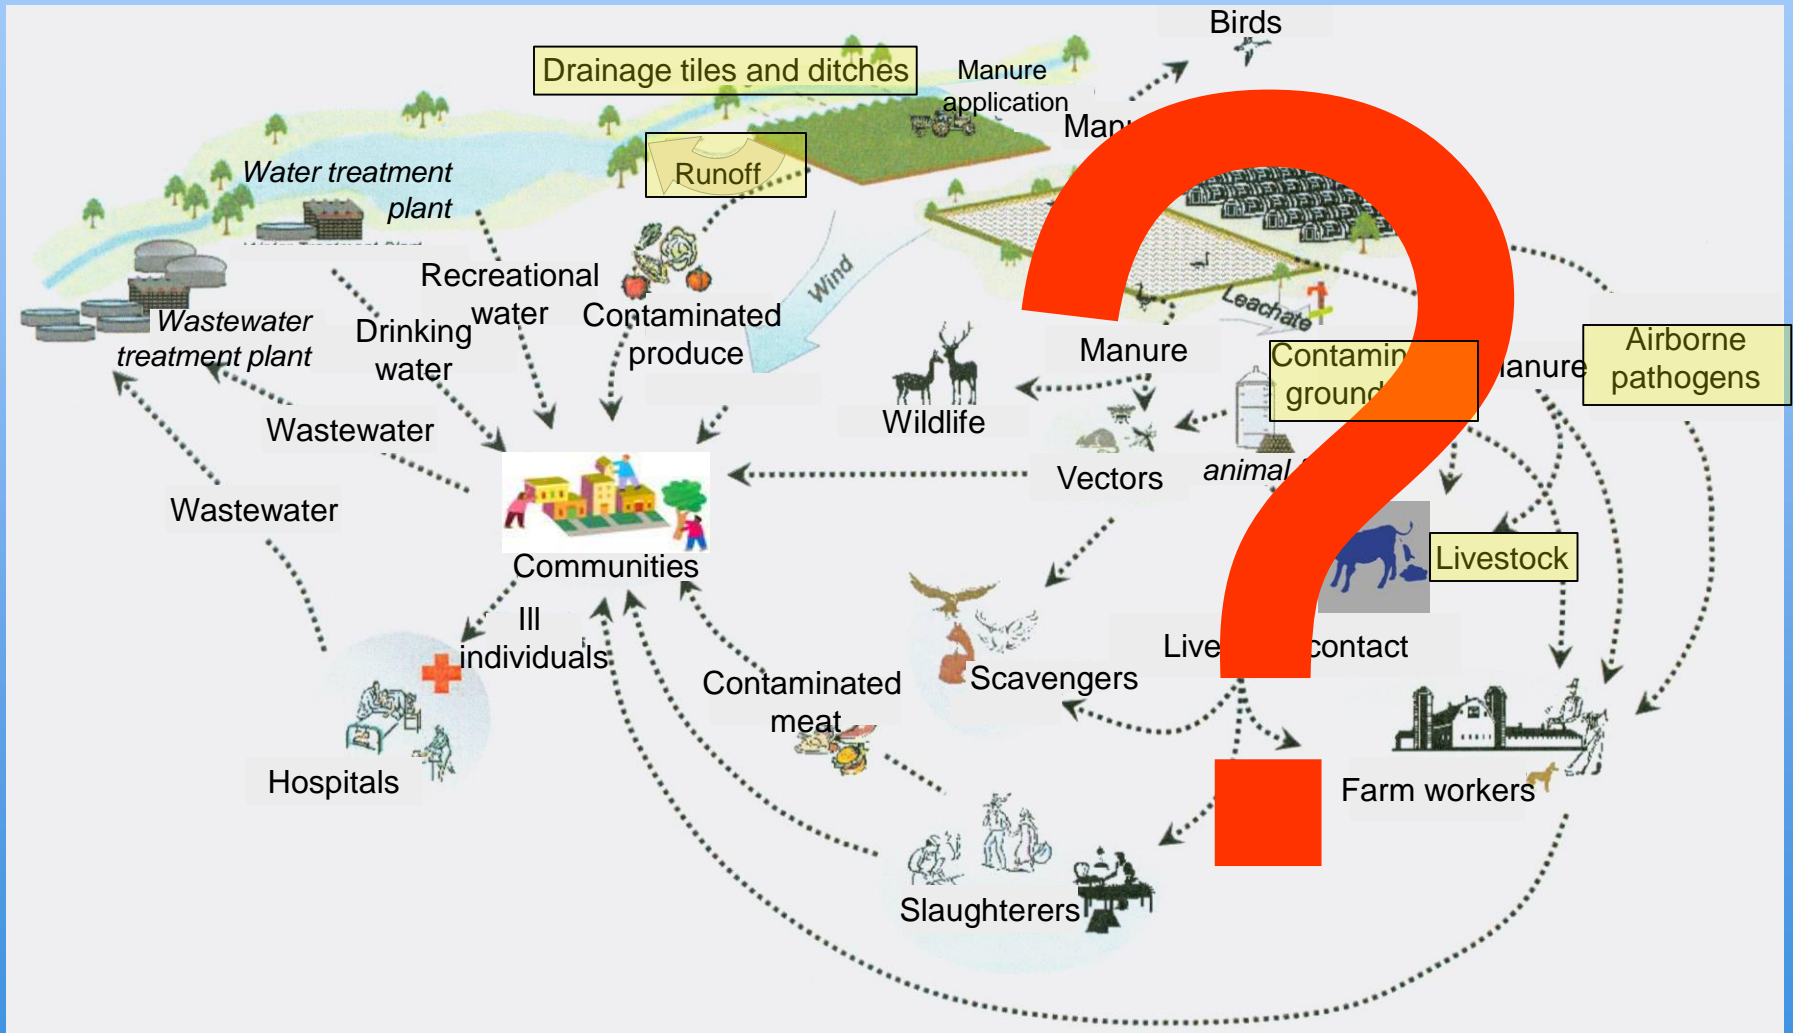 Birds
Drainage tiles and ditches
Manure
application
Runoff
Water treatment
plant
Wind
Leachate
Recreational
water
Contaminated
produce
Drinking
water
Wastewater
treatment plant
Manure
Airborne
pathogens
Wildlife
Wastewater
Vectors
animal
Wastewater
Livestock
Communities
Ill
individuals
contact
Contaminated
meat
Scavengers
Hospitals
Farm workers
Slaughterers